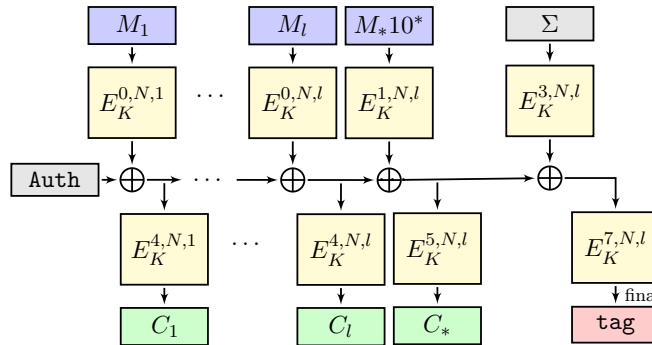 M_1 M_l M_*10^* Σ
E_K^{0,N,1} ... E_K^{0,N,l} E_K^{1,N,l} E_K^{3,N,l}
Auth ... ...
E_K^{4,N,1} ... E_K^{4,N,l} E_K^{5,N,l} E_K^{7,N,l}
fina
C_1 C_l C_* tag